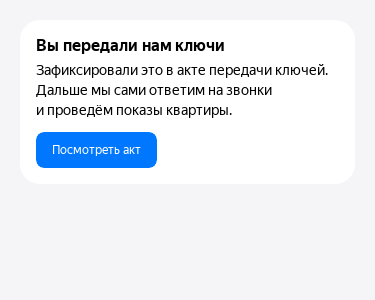 Вы передали нам ключи
Зафиксировали это в акте передачи ключей.
Дальше мы сами ответим на звонки
и проведём показы квартиры.
Посмотреть акт